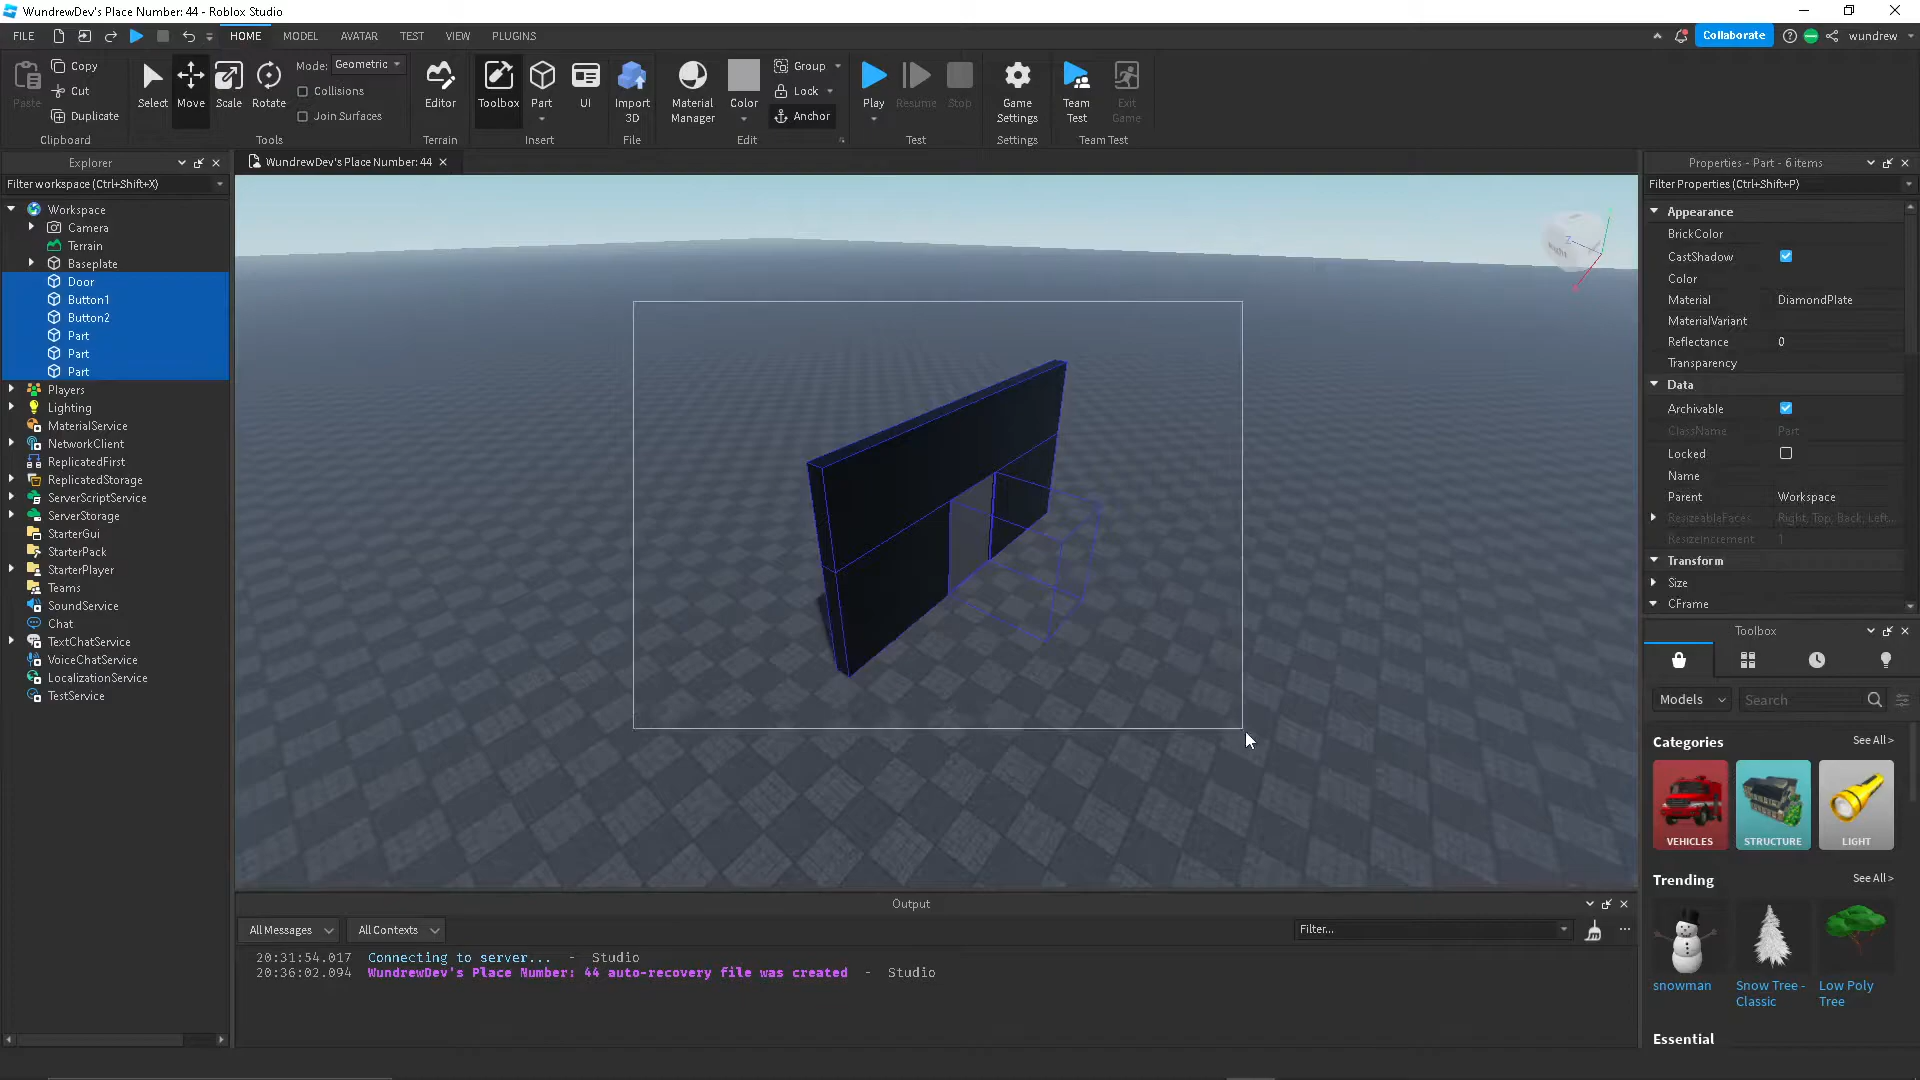 WundrewDev's Place Number: 44 - Roblox Studio
FILE
HOME
MODEL
AVATAR
TEST
VIEW
PLUGINS
Collaborate
wundrew
Paste
Copy
Cut
Duplicate
Clipboard
Select
Move
Scale
Rotate
Mode: Geometric
Collisions
Join Surfaces
Tools
Editor
Terrain
Toolbox
Part
UI
Insert
Import
3D
File
Material
Manager
Color
Group
Lock
Anchor
Edit
Play
Resume
Stop
Test
Game
Settings
Settings
Team
Test
Exit
Game
Team Test
Explorer
Filter workspace (Ctrl+Shift+X)
Workspace
Camera
Terrain
Baseplate
Door
Button1
Button2
Part
Part
Part
Players
Lighting
MaterialService
NetworkClient
ReplicatedFirst
ReplicatedStorage
ServerScriptService
ServerStorage
StarterGui
StarterPack
StarterPlayer
Teams
SoundService
Chat
TextChatService
VoiceChatService
LocalizationService
TestService
WundrewDev's Place Number: 44
Z
Output
All Messages
All Contexts
Filter...
20:31:54.017 Connecting to server... - Studio
20:36:02.094 WundrewDev's Place Number: 44 auto-recovery file was created - Studio
Properties - Part - 6 items
Filter Properties (Ctrl+Shift+P)
Appearance
BrickColor
CastShadow
Color
Material DiamondPlate
MaterialVariant
Reflectance 0
Transparency
Data
Archivable
ClassName Part
Locked
Name
Parent Workspace
ResizeableFaces Right, Top, Back, Left...
ResizeIncrement 1
Transform
Size
CFrame
Toolbox
Models
Search
Categories
See All >
VEHICLES
STRUCTURE
LIGHT
Trending
See All >
snowman
Snow Tree -
Classic
Low Poly
Tree
Essential